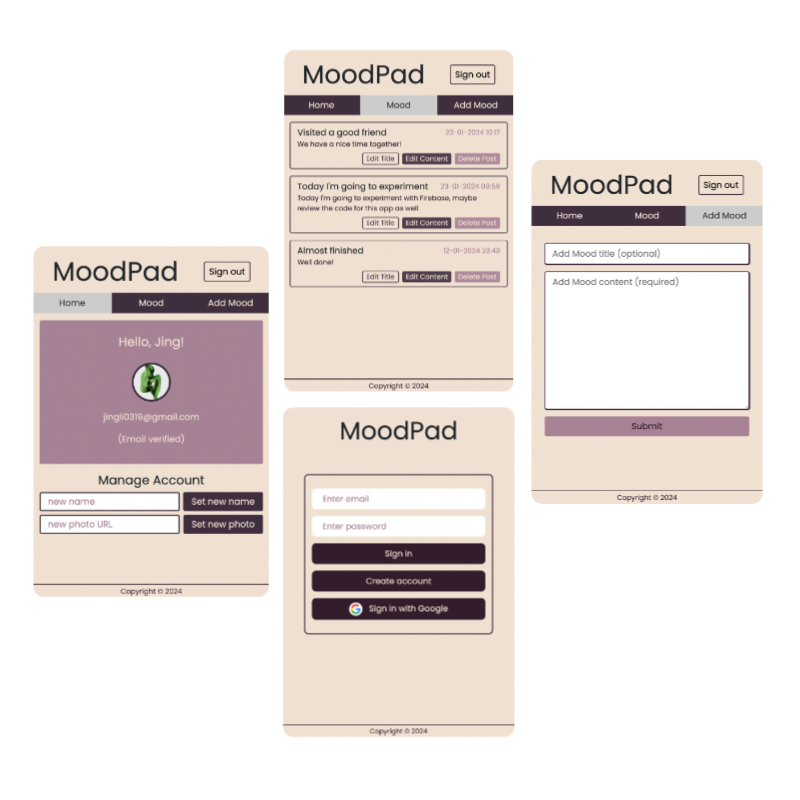 MoodPad
Sign out
Home
Mood
Add Mood
Hello, Jing!
jingli0319@gmail.com
(Email verified)
Manage Account
new name
Set new name
new photo URL
Set new photo
Copyright © 2024
MoodPad
Sign out
Home
Mood
Add Mood
Visited a good friend
23-01-2024 10:17
We have a nice time together!
Edit Title
Edit Content
Delete Post
Today I'm going to experiment
23-01-2024 09:59
Today I'm going to experiment with Firebase, maybe
review the code for this app as well.
Edit Title
Edit Content
Delete Post
Almost finished
12-01-2024 23:43
Well done!
Edit Title
Edit Content
Delete Post
Copyright © 2024
MoodPad
Enter email
Enter password
Sign in
Create account
Sign in with Google
Copyright © 2024
MoodPad
Sign out
Home
Mood
Add Mood
Add Mood title (optional)
Add Mood content (required)
Submit
Copyright © 2024